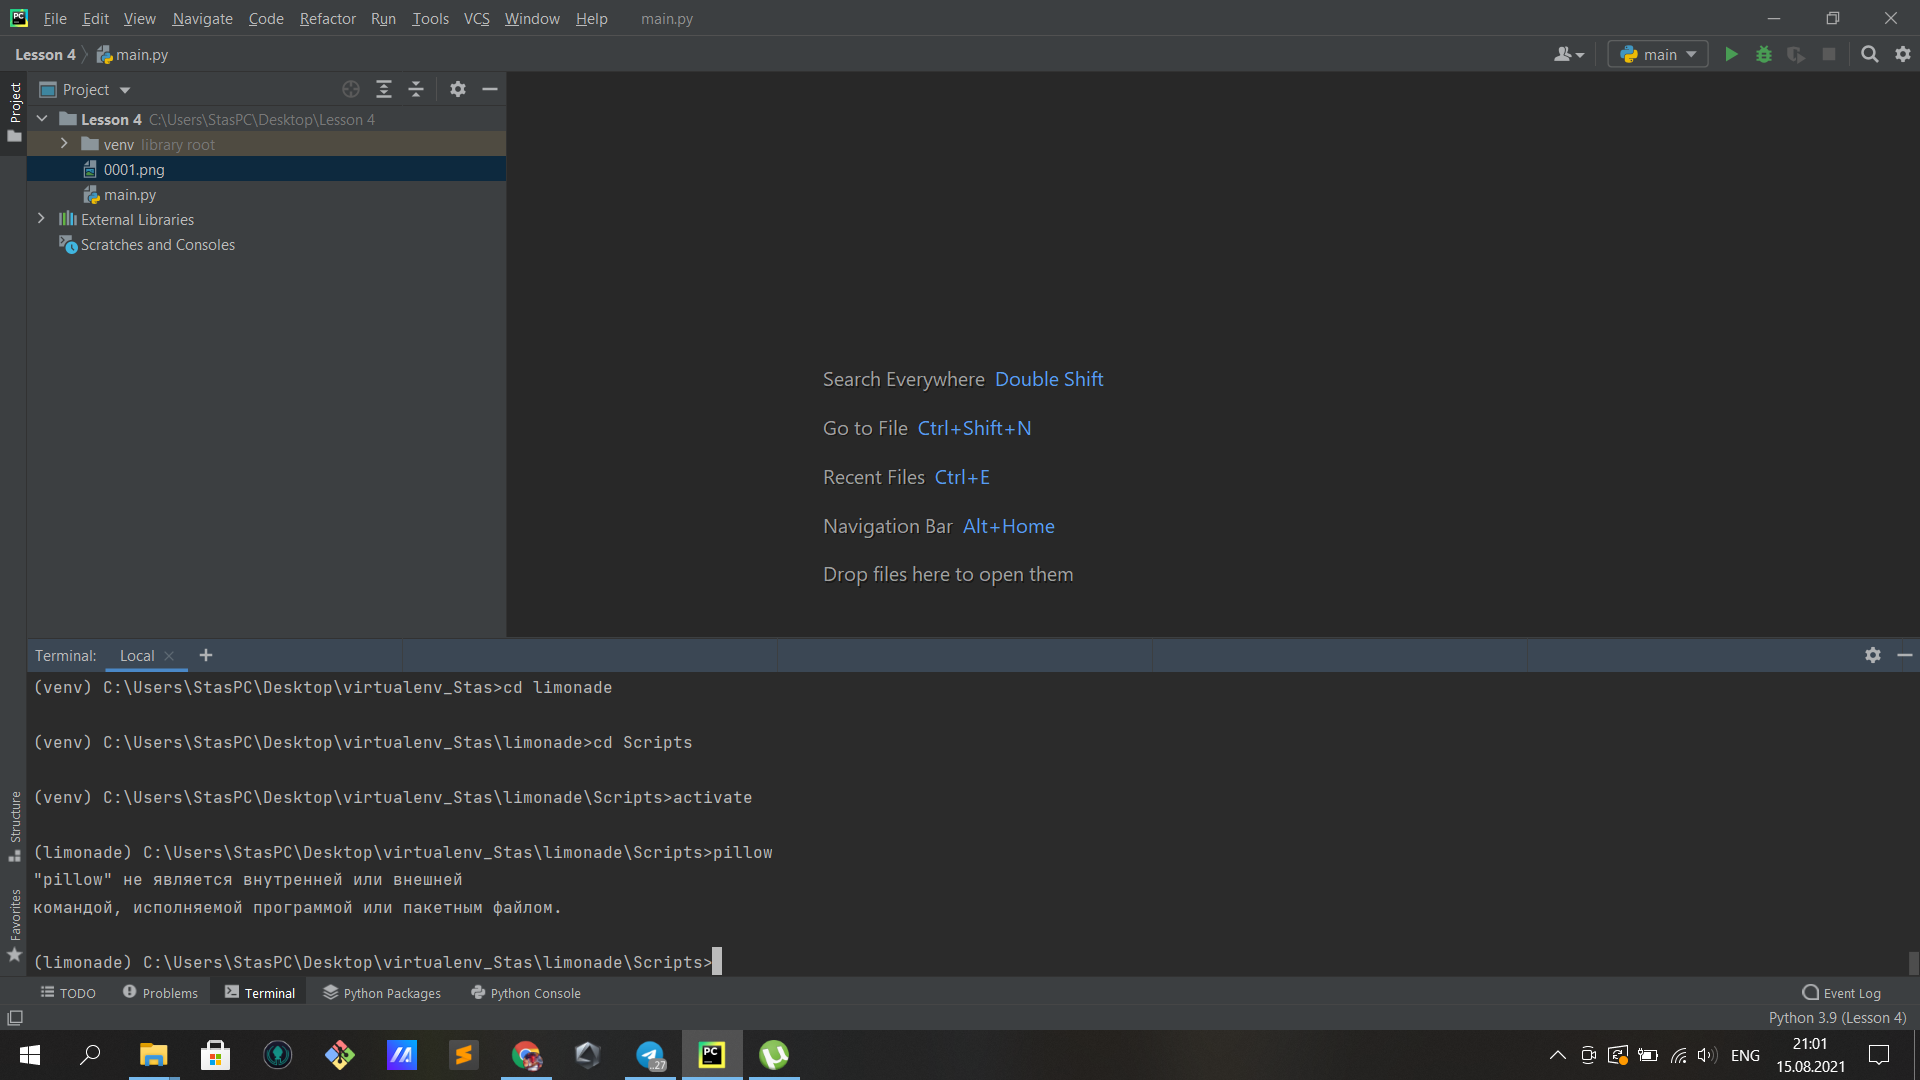 PC File Edit View Navigate Code Refactor Run Tools VCS Window Help main.py
Lesson 4 main.py
main
Project
Project
Lesson 4 C:\Users\StasPC\Desktop\Lesson 4
venv library root
0001.png
main.py
External Libraries
Scratches and Consoles
Search Everywhere Double Shift
Go to File Ctrl+Shift+N
Recent Files Ctrl+E
Navigation Bar Alt+Home
Drop files here to open them
Terminal: Local
(venv) C:\Users\StasPC\Desktop\virtualenv_Stas>cd limonade
(venv) C:\Users\StasPC\Desktop\virtualenv_Stas\limonade>cd Scripts
(venv) C:\Users\StasPC\Desktop\virtualenv_Stas\limonade\Scripts>activate
(limonade) C:\Users\StasPC\Desktop\virtualenv_Stas\limonade\Scripts>pillow
"pillow" не является внутренней или внешней
командой, исполняемой программой или пакетным файлом.
(limonade) C:\Users\StasPC\Desktop\virtualenv_Stas\limonade\Scripts>
Structure
Favorites
TODO Problems Terminal Python Packages Python Console Event Log
Python 3.9 (Lesson 4)
27
PC
ENG
21:01
15.08.2021